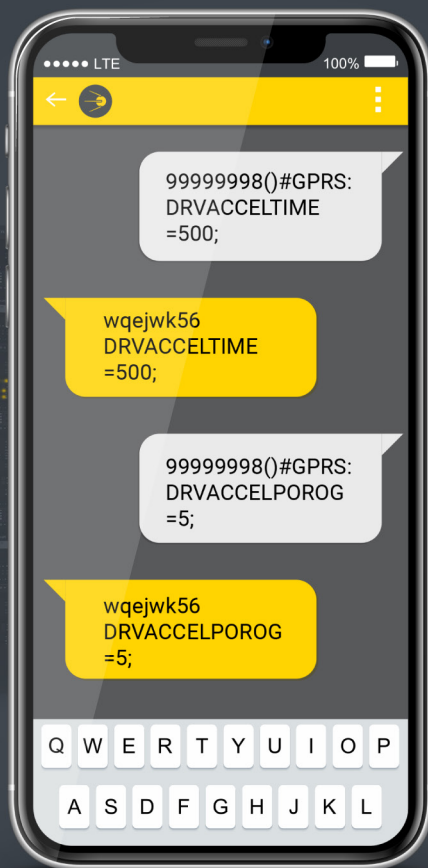 LTE 100%
99999998()#GPRS:
DRVACCELTIME
=500;
wqejwk56
DRVACCELTIME
=500;
99999998()#GPRS:
DRVACCELPOROG
=5;
wqejwk56
DRVACCELPOROG
=5;
Q W E R T Y U I O P
A S D F G H J K L